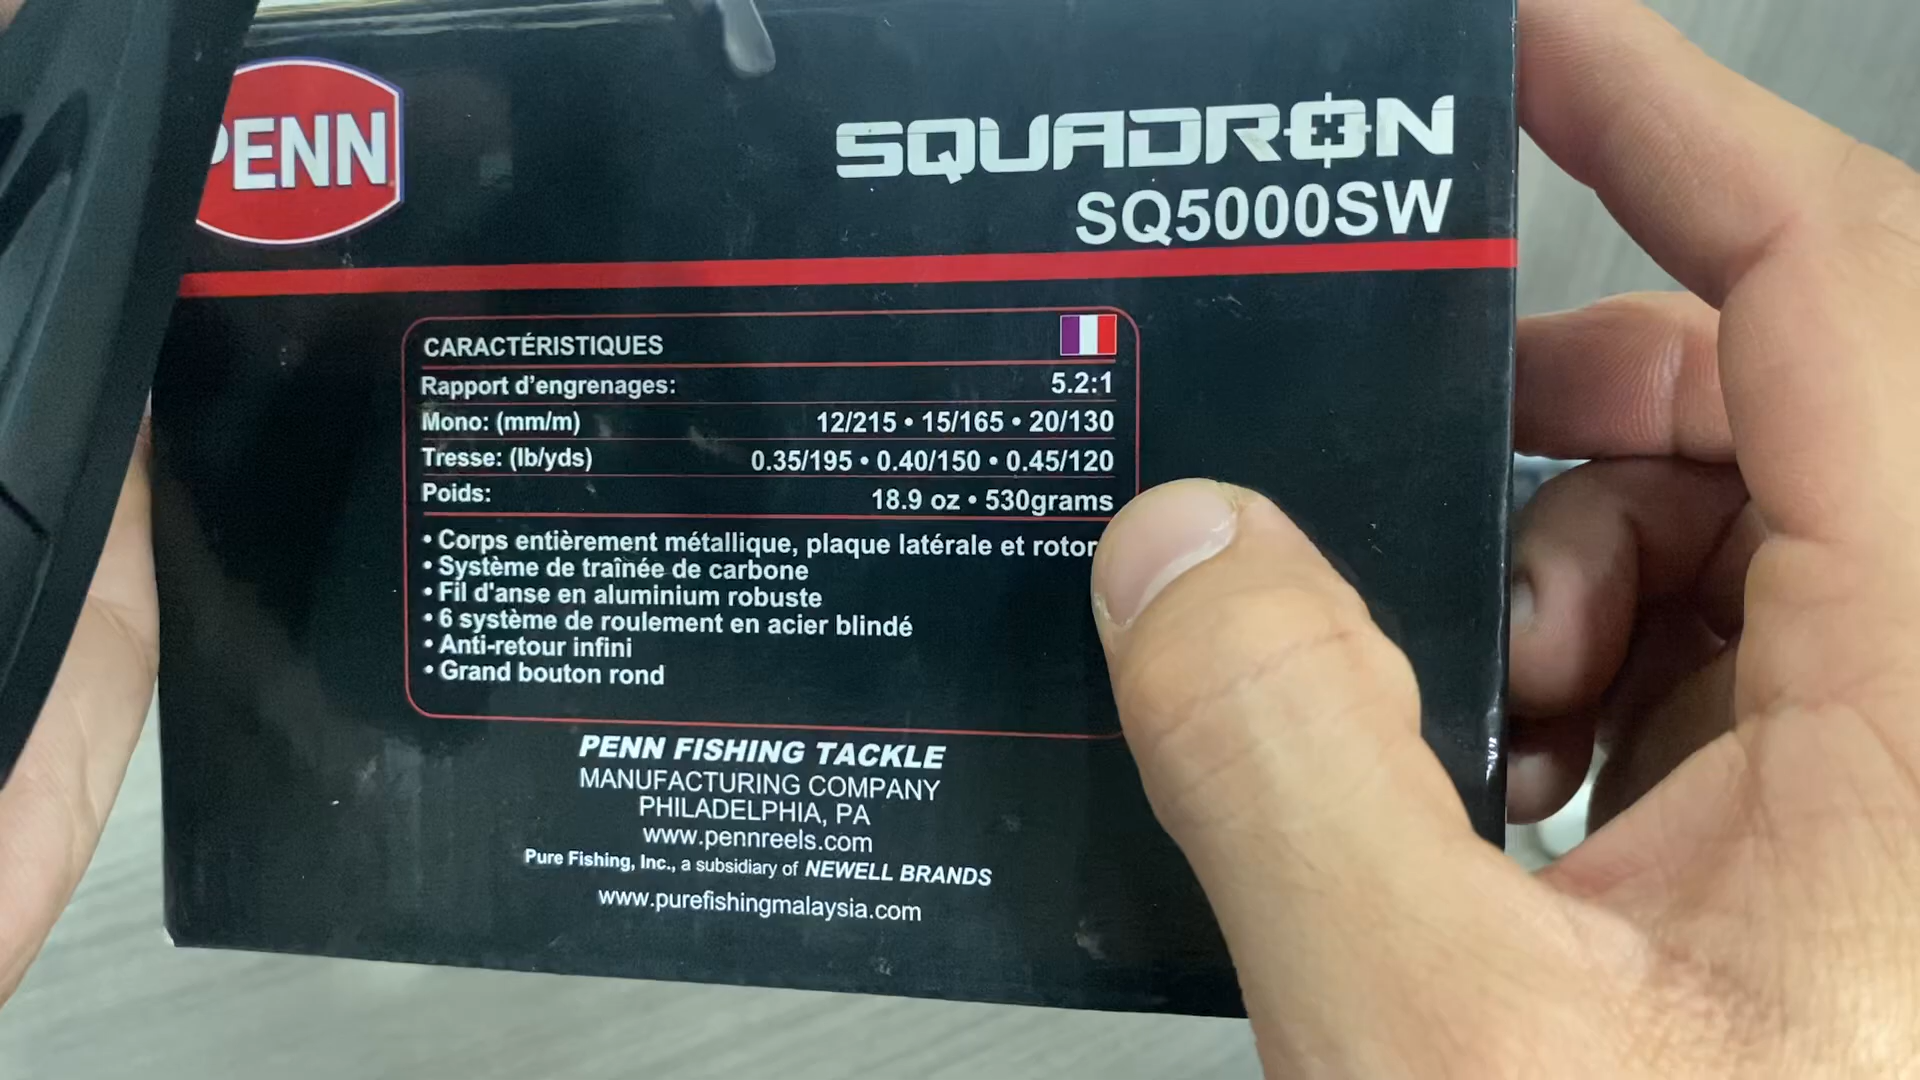 PENN
SQUADRON
SQ5000SW
CARACTÉRISTIQUES
Rapport d'engrenages: 5.2:1
Mono: (mm/m) 12/215 • 15/165 • 20/130
Tresse: (lb/yds) 0.35/195 • 0.40/150 • 0.45/120
Poids: 18.9 oz • 530grams
• Corps entièrement métallique, plaque latérale et rotor
• Système de traînée de carbone
• Fil d'anse en aluminium robuste
• 6 système de roulement en acier blindé
• Anti-retour infini
• Grand bouton rond
PENN FISHING TACKLE
MANUFACTURING COMPANY
PHILADELPHIA, PA
www.pennreels.com
Pure Fishing, Inc., a subsidiary of NEWELL BRANDS
www.purefishingmalaysia.com